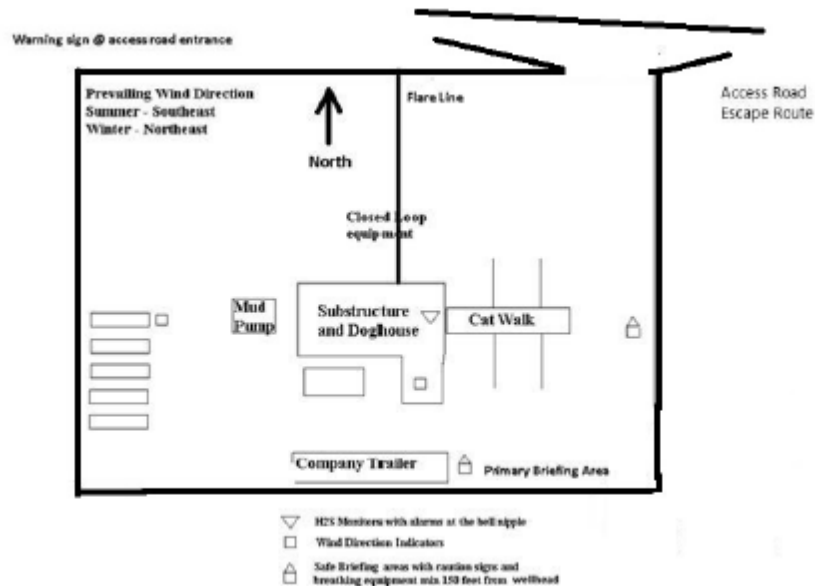 Warning sign @ access road entrance
Prevailing Wind Direction
Summer - Southeast
Winter - Northeast
North
Flare Line
Access Road
Escape Route
Closed Loop
equipment
Mud
Pump
Substructure
and Doghouse
Cat Walk
Company Trailer
Primary Briefing Area
H2S Monitors with alarms at the bell nipple
Wind Direction Indicators
Safe Briefing areas with caution signs and
breathing equipment min 150 feet from wellhead